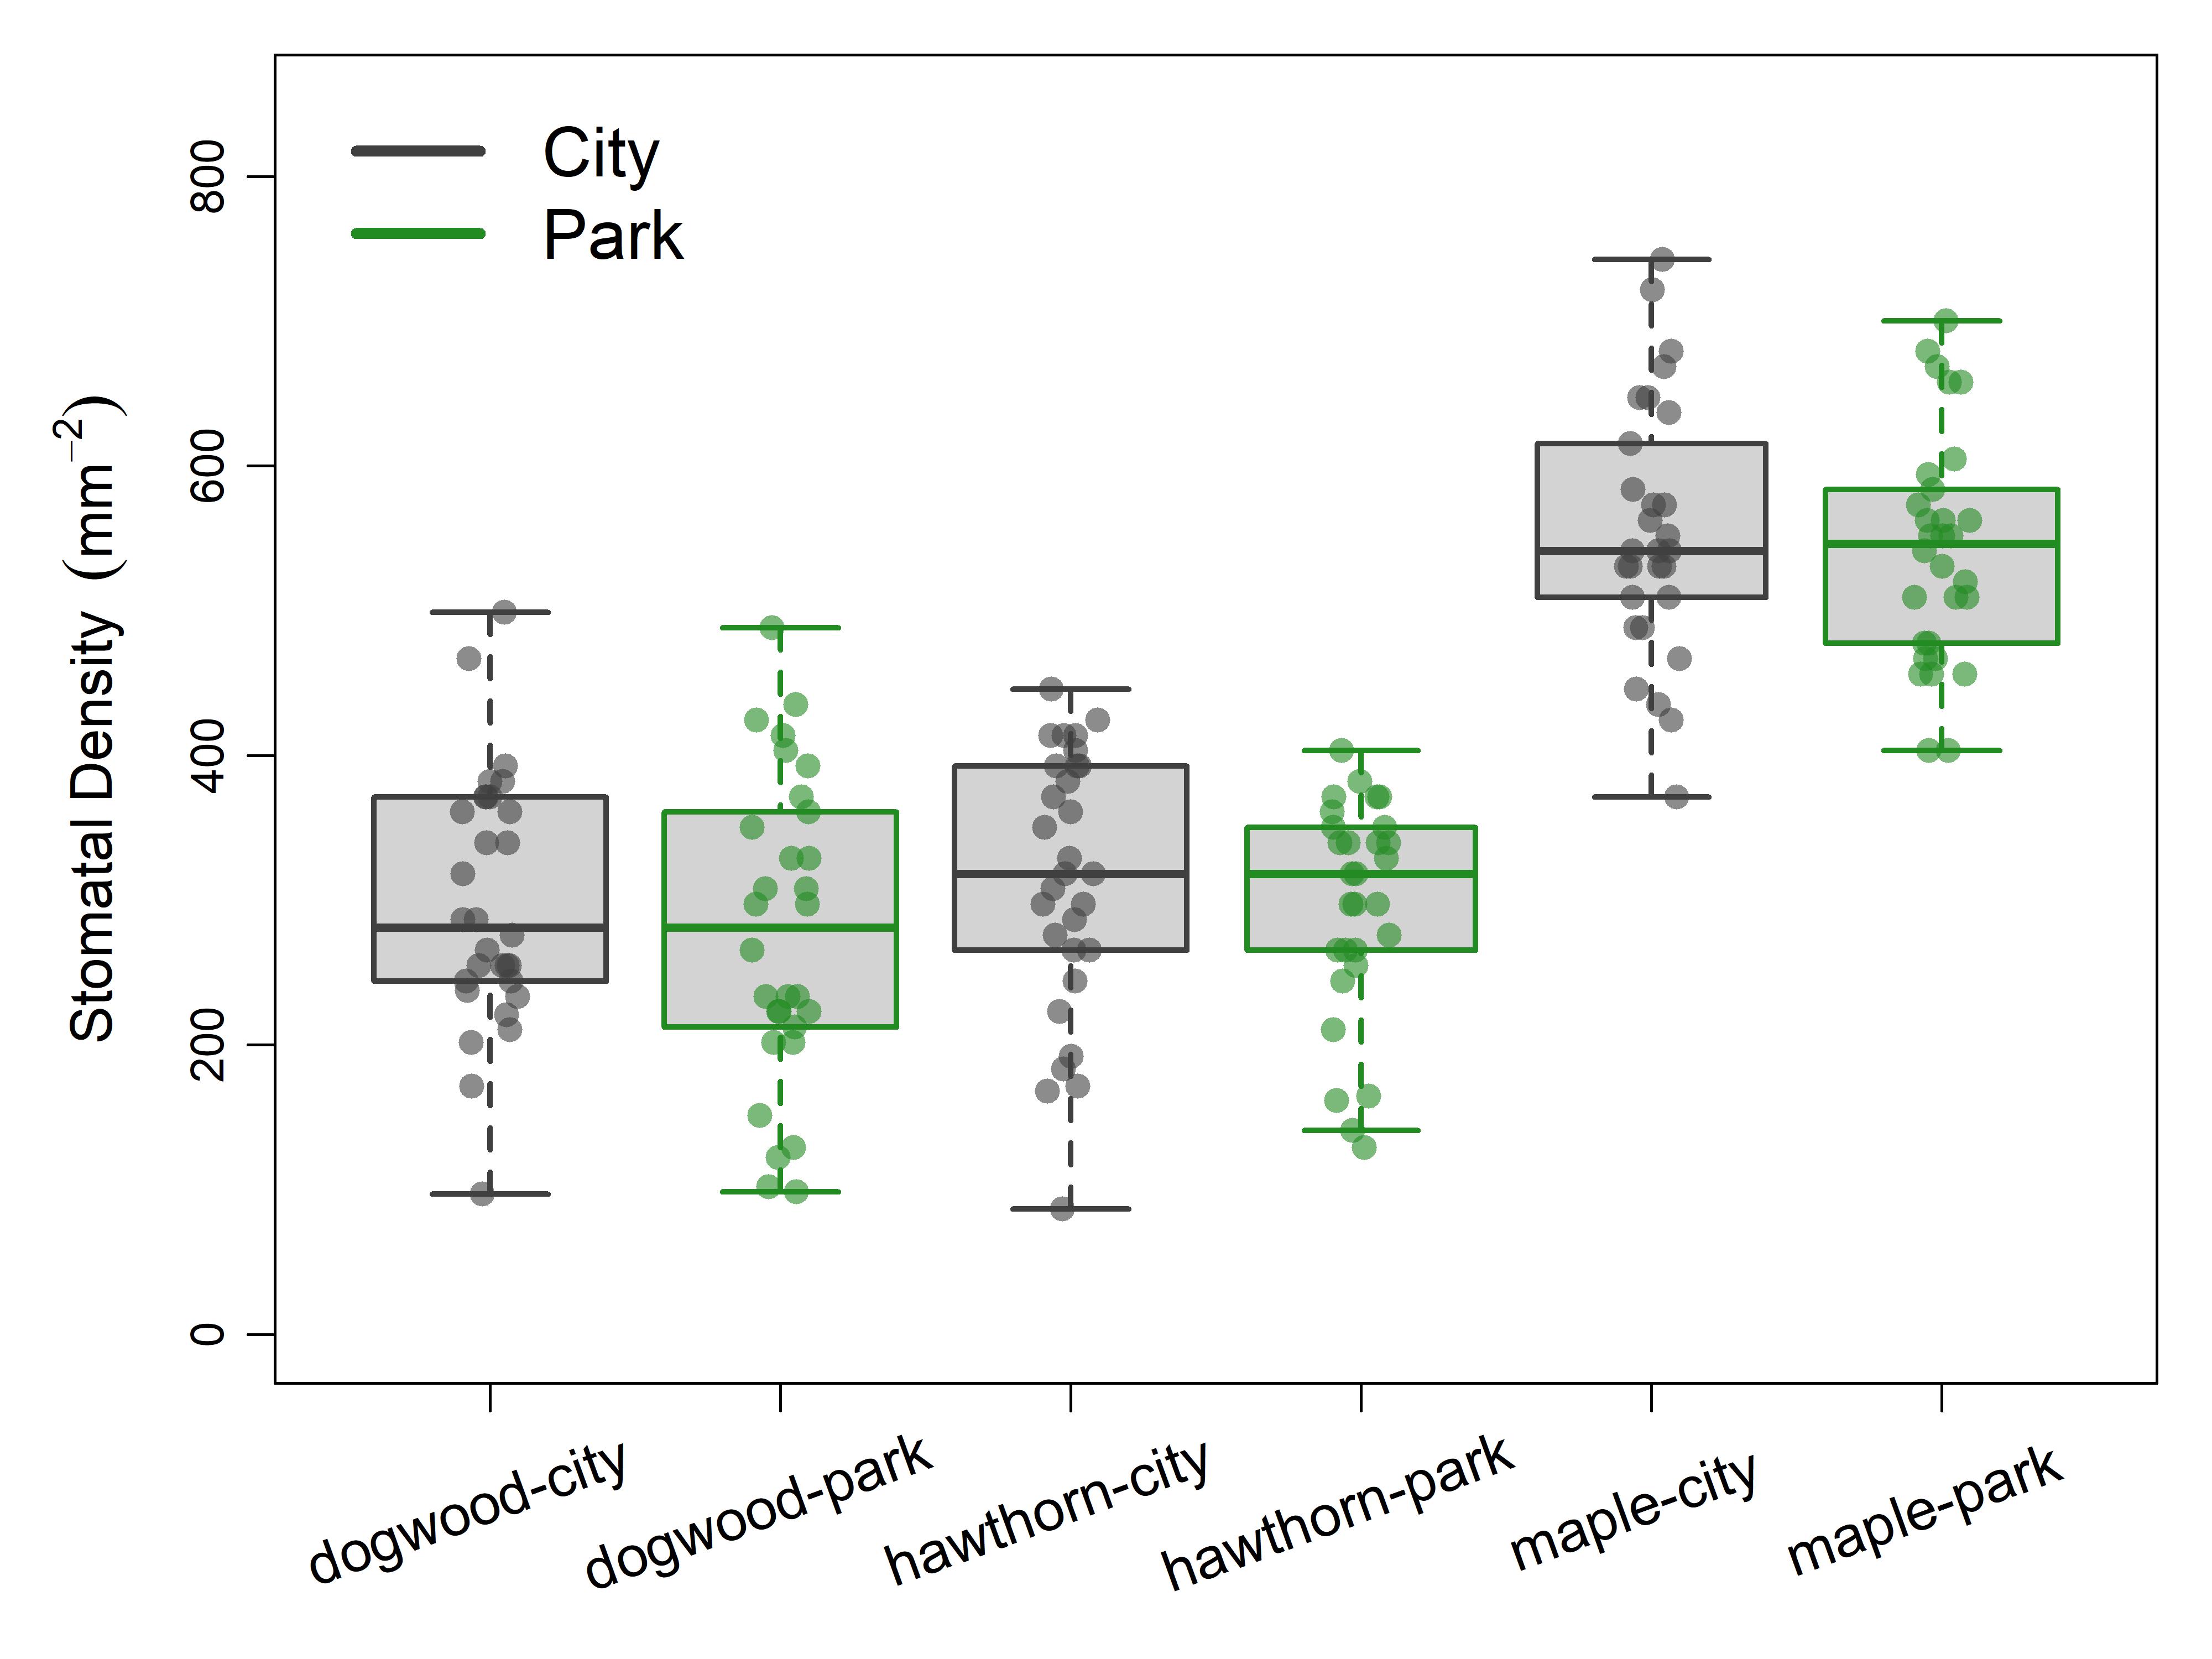 City
Park
Stomatal Density (mm⁻²)
800
600
400
200
0
dogwood-city
dogwood-park
hawthorn-city
hawthorn-park
maple-city
maple-park